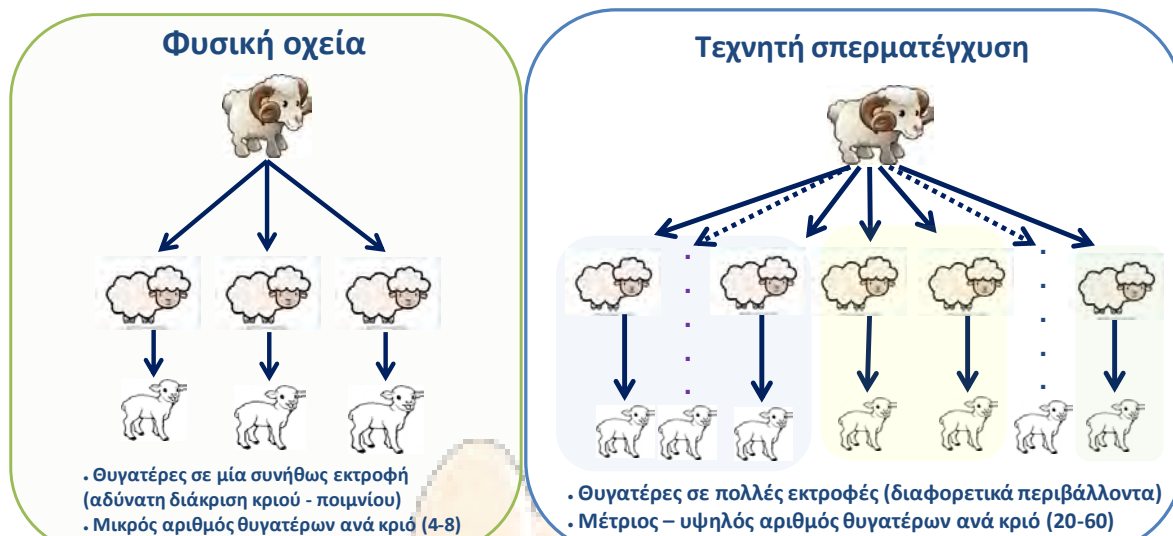 Φυσική οχεία
• Θυγατέρες σε μία συνήθως εκτροφή
(αδύνατη διάκριση κριού - ποιμνίου)
• Μικρός αριθμός θυγατέρων ανά κριό (4-8)
Τεχνητή σπερματέγχυση
• Θυγατέρες σε πολλές εκτροφές (διαφορετικά περιβάλλοντα)
• Μέτριος – υψηλός αριθμός θυγατέρων ανά κριό (20-60)